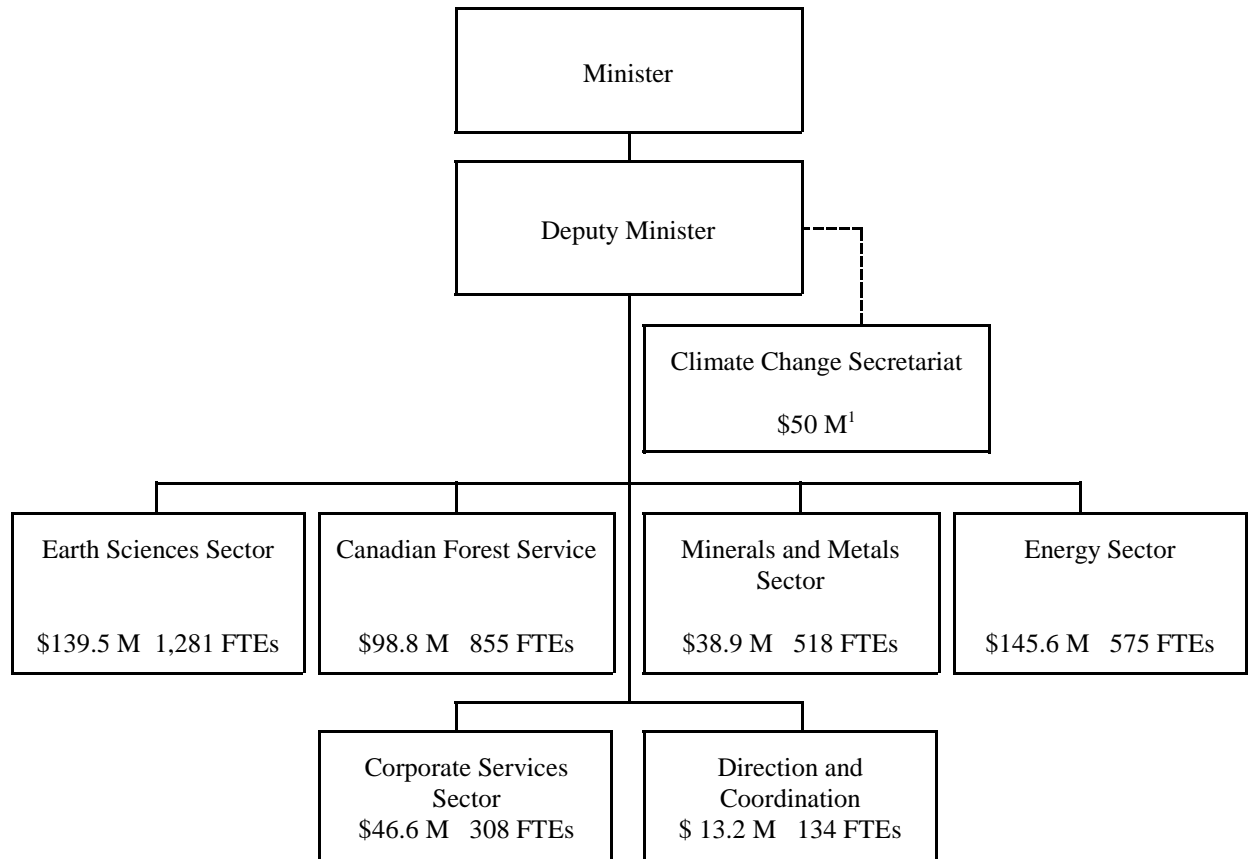 Minister
Deputy Minister
Climate Change Secretariat
$50 M¹
Earth Sciences Sector
$139.5 M 1,281 FTEs
Canadian Forest Service
$98.8 M 855 FTEs
Minerals and Metals
Sector
$38.9 M 518 FTEs
Energy Sector
$145.6 M 575 FTEs
Corporate Services
Sector
$46.6 M 308 FTEs
Direction and
Coordination
$ 13.2 M 134 FTEs